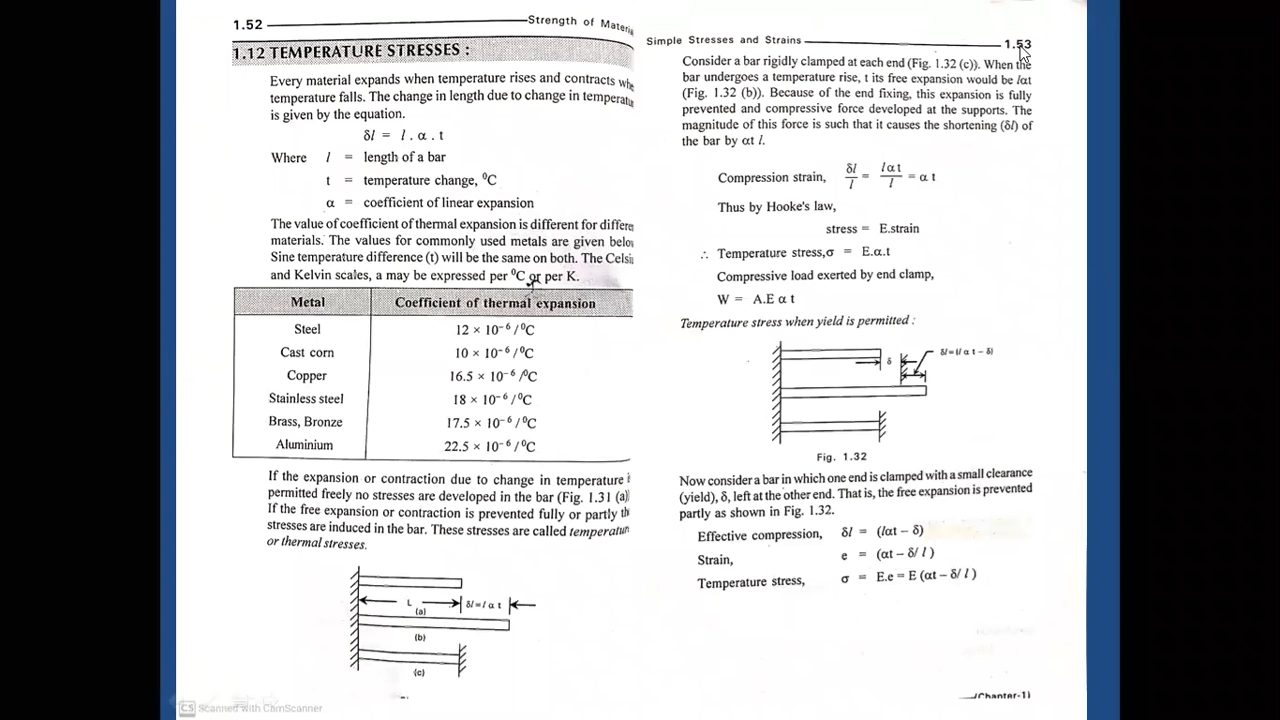 1.52
Strength of Materia
1.12 TEMPERATURE STRESSES :
Every material expands when temperature rises and contracts whe
temperature falls. The change in length due to change in temperatu
is given by the equation.
δl = l . α . t
Where l = length of a bar
t = temperature change, ⁰C
α = coefficient of linear expansion
The value of coefficient of thermal expansion is different for differe
materials. The values for commonly used metals are given belo
Sine temperature difference (t) will be the same on both. The Celsi
and Kelvin scales, a may be expressed per ⁰C or per K.
Metal Coefficient of thermal expansion
Steel 12 × 10⁻⁶/⁰C
Cast corn 10 × 10⁻⁶/⁰C
Copper 16.5 × 10⁻⁶/⁰C
Stainless steel 18 × 10⁻⁶/⁰C
Brass, Bronze 17.5 × 10⁻⁶/⁰C
Aluminium 22.5 × 10⁻⁶/⁰C
If the expansion or contraction due to change in temperature i
permitted freely no stresses are developed in the bar (Fig. 1.31 (a)
If the free expansion or contraction is prevented fully or partly th
stresses are induced in the bar. These stresses are called temperatur
or thermal stresses.
L
δl = l α t
(a)
(b)
(c)
CS Scanned with CamScanner
Simple Stresses and Strains
1.53
Consider a bar rigidly clamped at each end (Fig. 1.32 (c)). When the
bar undergoes a temperature rise, t its free expansion would be lαt
(Fig. 1.32 (b)). Because of the end fixing, this expansion is fully
prevented and compressive force developed at the supports. The
magnitude of this force is such that it causes the shortening (δl) of
the bar by αt l.
Compression strain, δl/l = lαt/l = α t
Thus by Hooke's law,
stress = E.strain
∴ Temperature stress,σ = E.α.t
Compressive load exerted by end clamp,
W = A.E α t
Temperature stress when yield is permitted :
δ
δl=(l α t – δ)
Fig. 1.32
Now consider a bar in which one end is clamped with a small clearance
(yield), δ, left at the other end. That is, the free expansion is prevented
partly as shown in Fig. 1.32.
Effective compression, δl = (lαt – δ)
Strain, e = (αt – δ/ l )
Temperature stress, σ = E.e = E (αt – δ/ l )
(Chapter-1)